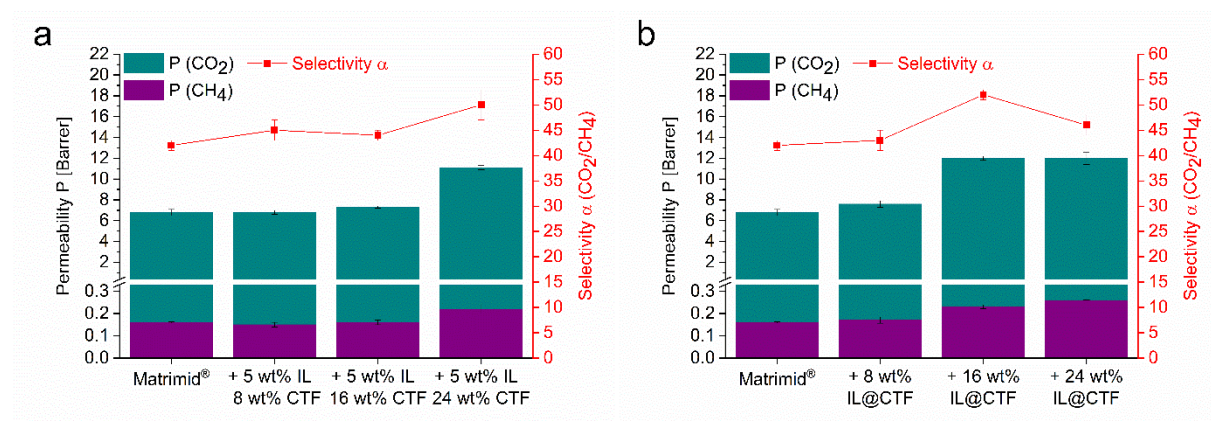 a
P (CO₂)
P (CH₄)
Selectivity α
Permeability P [Barrer]
22
20
18
16
14
12
10
8
6
4
2
0.3
0.2
0.1
0.0
60
55
50
45
40
35
30
25
20
15
10
5
0
Selectivity α (CO₂/CH₄)
Matrimid®
+ 5 wt% IL
8 wt% CTF
+ 5 wt% IL
16 wt% CTF
+ 5 wt% IL
24 wt% CTF
b
P (CO₂)
P (CH₄)
Selectivity α
Permeability P [Barrer]
22
20
18
16
14
12
10
8
6
4
2
0.3
0.2
0.1
0.0
60
55
50
45
40
35
30
25
20
15
10
5
0
Selectivity α (CO₂/CH₄)
Matrimid®
+ 8 wt%
IL@CTF
+ 16 wt%
IL@CTF
+ 24 wt%
IL@CTF